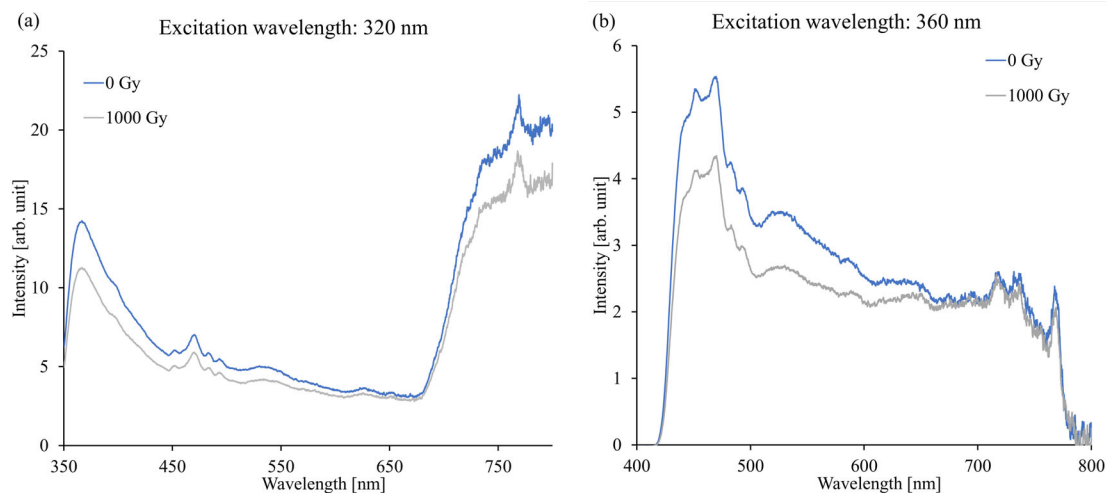 (a)
Excitation wavelength: 320 nm
25
20
15
10
5
0
Intensity [arb. unit]
0 Gy
1000 Gy
350
450
550
650
750
Wavelength [nm]
(b)
Excitation wavelength: 360 nm
6
5
4
3
2
1
0
Intensity [arb. unit]
0 Gy
1000 Gy
400
500
600
700
800
Wavelength [nm]